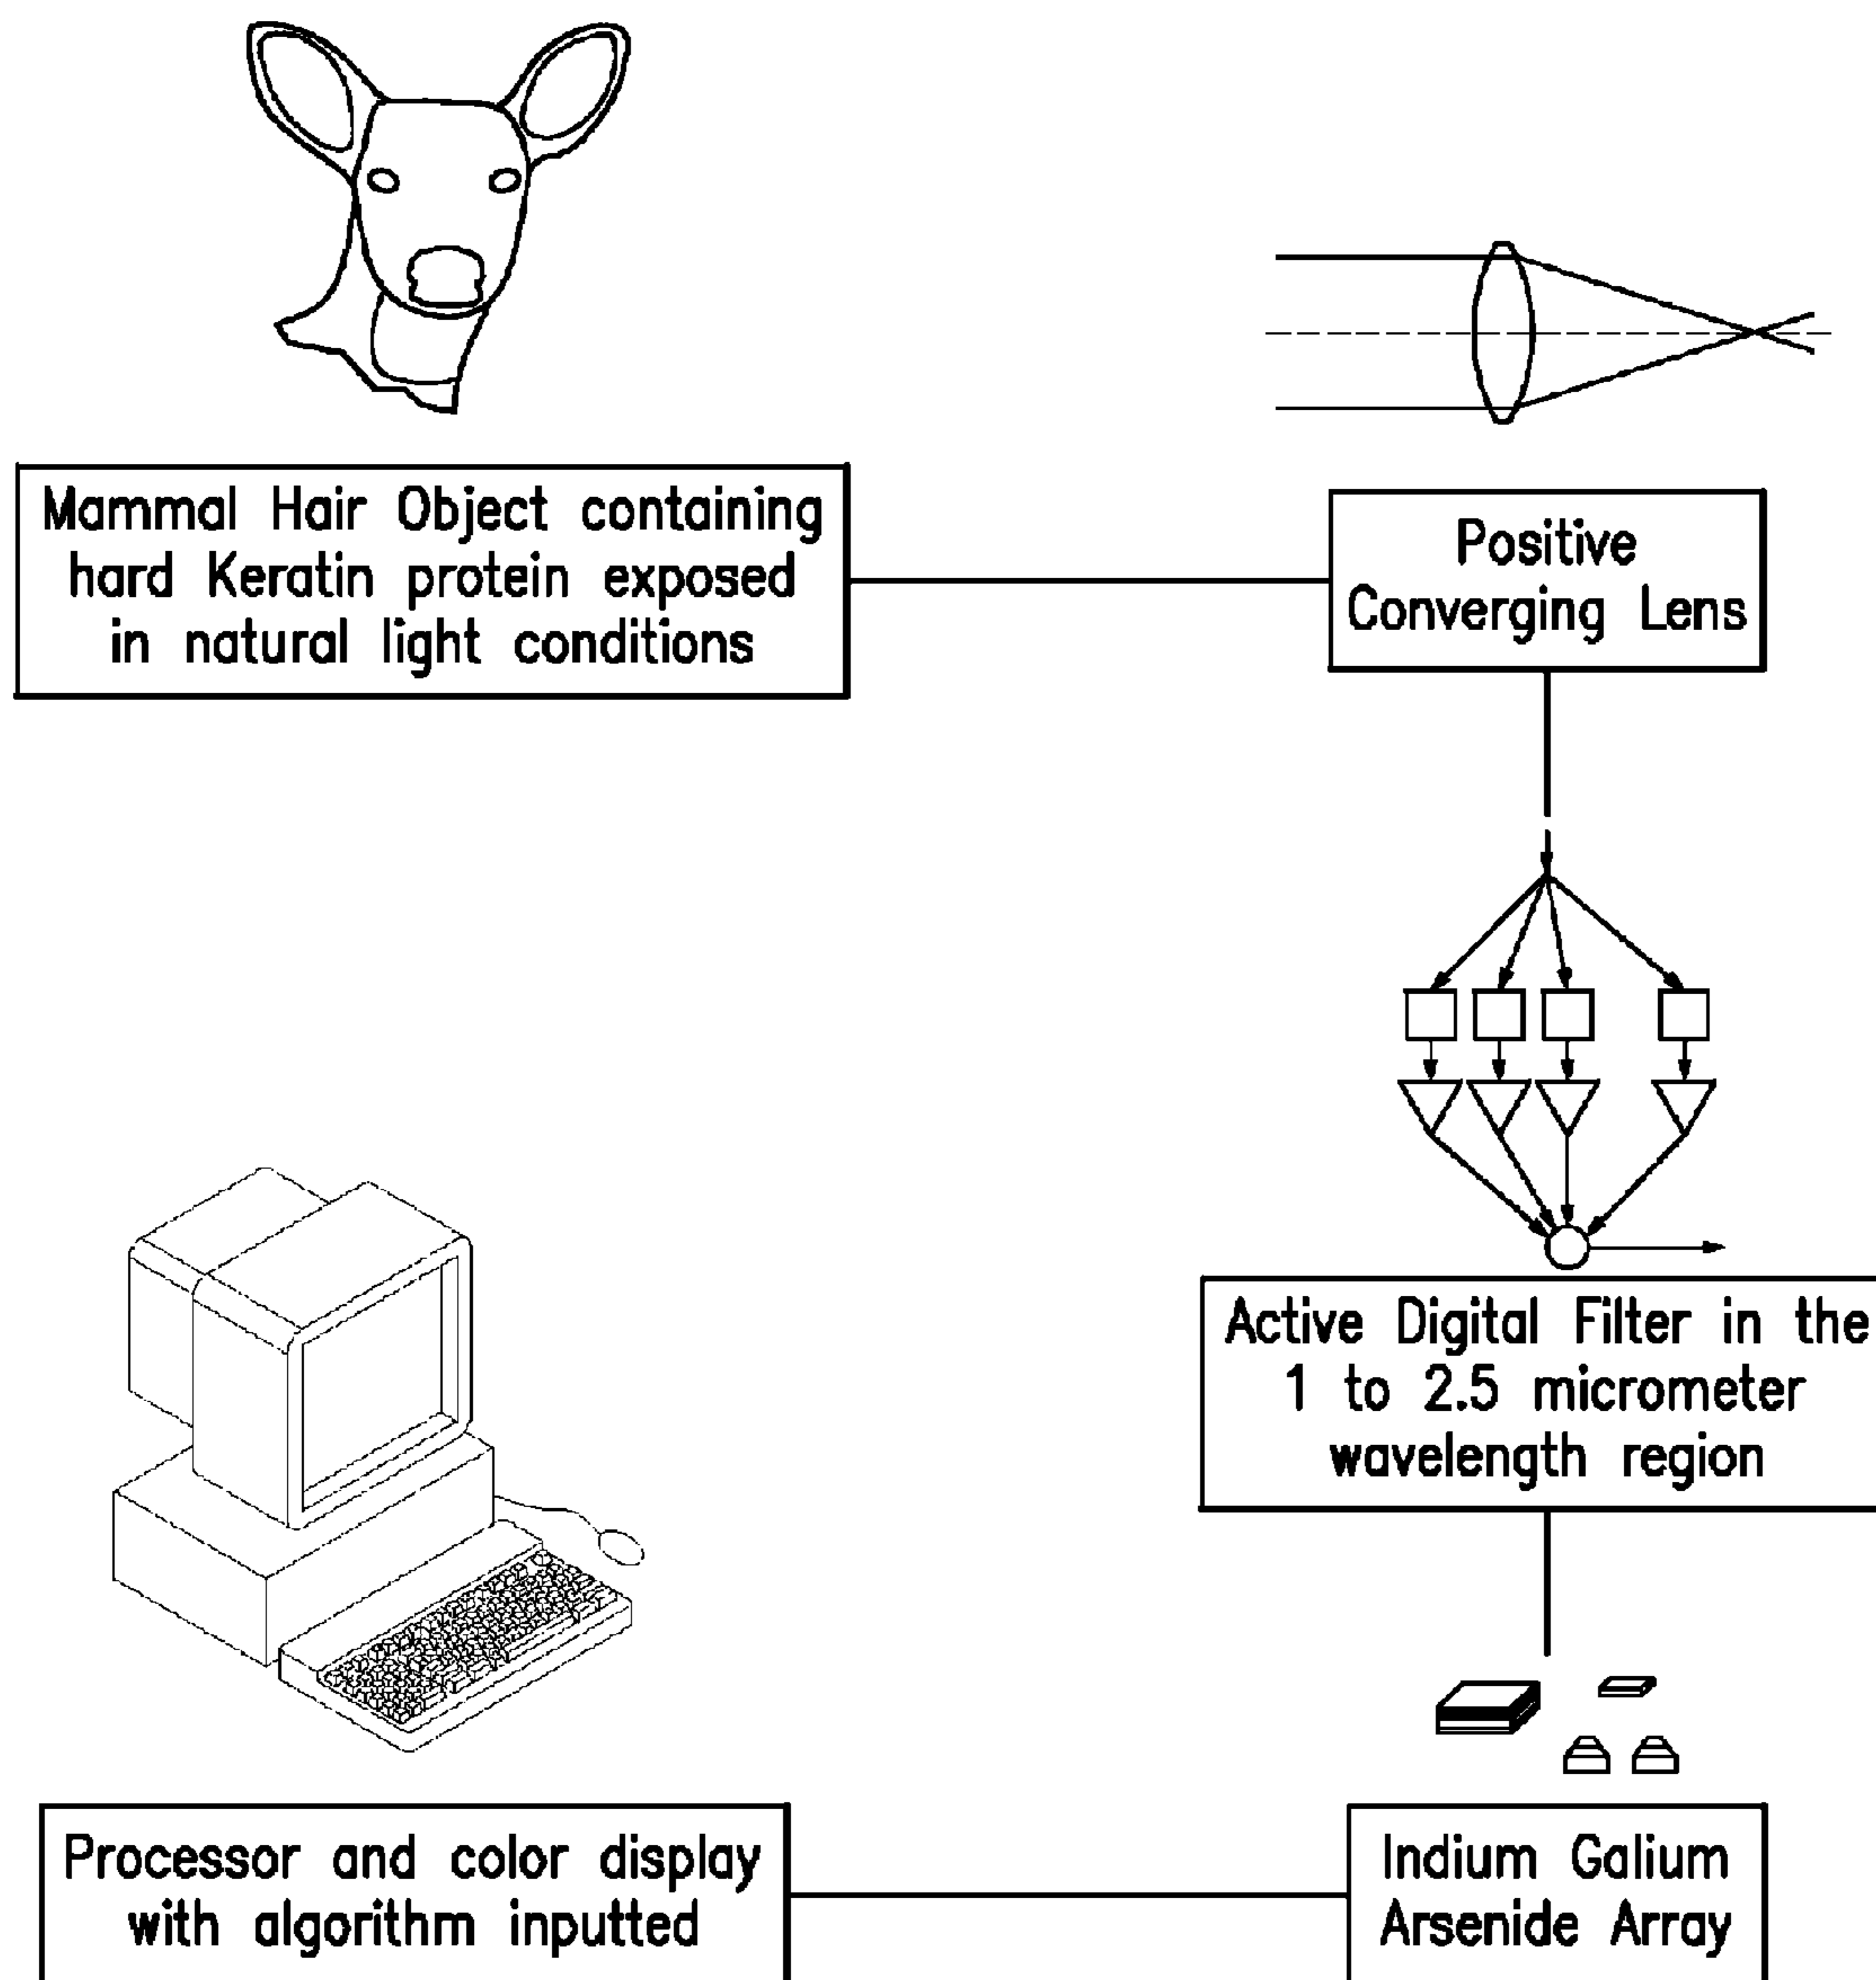 Mammal Hair Object containing
hard Keratin protein exposed
in natural light conditions
Positive
Converging Lens
Active Digital Filter in the
1 to 2.5 micrometer
wavelength region
Processor and color display
with algorithm inputted
Indium Galium
Arsenide Array